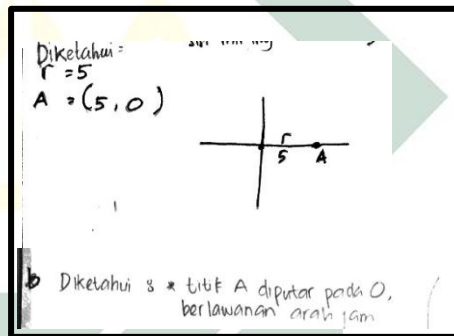 Diketahui =
r = 5
A = (5, 0)
r
5 A
b Diketahui : * titik A diputar pada O,
berlawanan arah jam